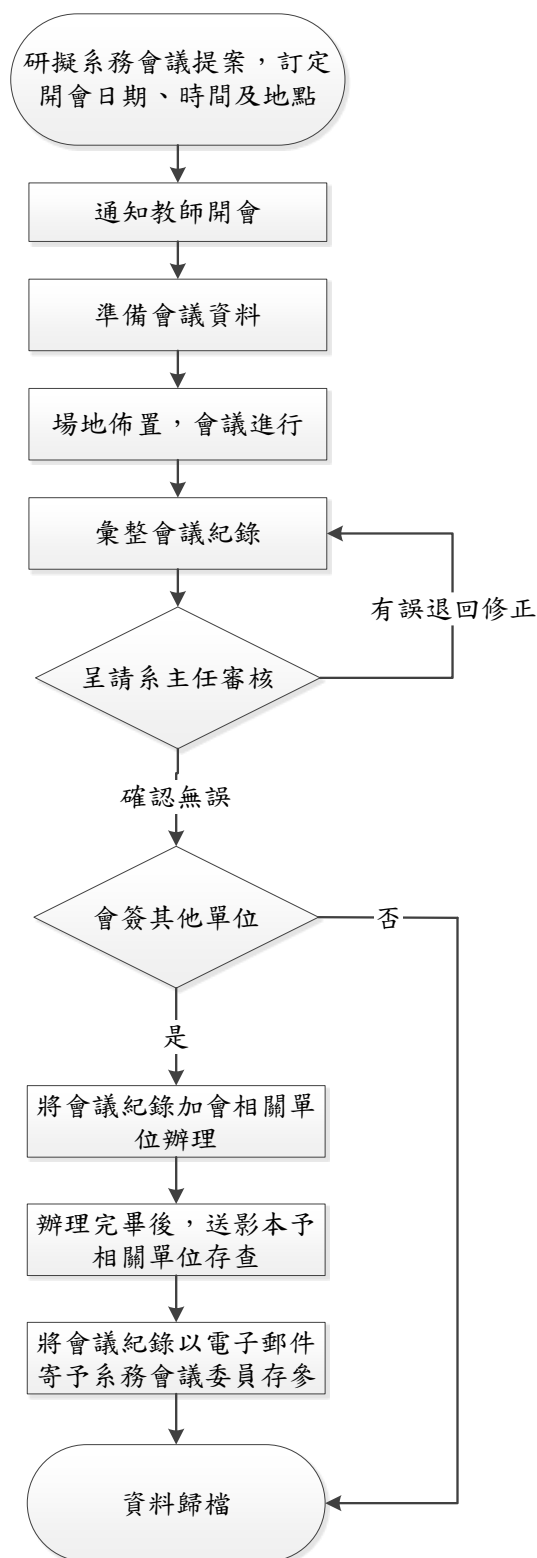 研擬系務會議提案，訂定
開會日期、時間及地點
通知教師開會
準備會議資料
場地佈置，會議進行
彙整會議紀錄
有誤退回修正
呈請系主任審核
確認無誤
會簽其他單位
否
是
將會議紀錄加會相關單
位辦理
辦理完畢後，送影本予
相關單位存查
將會議紀錄以電子郵件
寄予系務會議委員存參
資料歸檔